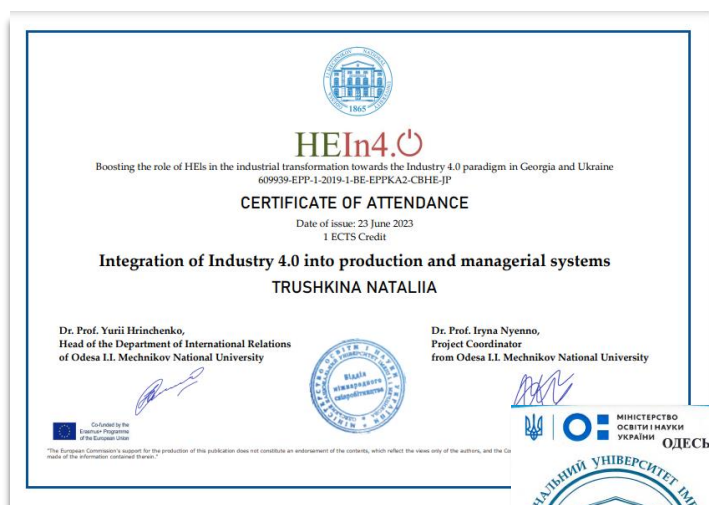 1865
HEIn4.0
Boosting the role of HEIs in the industrial transformation towards the Industry 4.0 paradigm in Georgia and Ukraine
609939-EPP-1-2019-1-BE-EPPKA2-CBHE-JP
CERTIFICATE OF ATTENDANCE
Date of issue: 23 June 2023
1 ECTS Credit
Integration of Industry 4.0 into production and managerial systems
TRUSHKINA NATALIIA
Dr. Prof. Yurii Hrinchenko,
Head of the Department of International Relations
of Odesa I.I. Mechnikov National University
Dr. Prof. Iryna Nyenno,
Project Coordinator
from Odesa I.I. Mechnikov National University
Відділ
міжнародного
співробітництва
Co-funded by the
Erasmus+ Programme
of the European Union
"The European Commission's support for the production of this publication does not constitute an endorsement of the contents, which reflect the views only of the authors, and the Co
made of the information contained therein."
МІНІСТЕРСТВО
ОСВІТИ І НАУКИ
УКРАЇНИ
ОДЕСЬ
АЛЬНИЙ УНІВЕРСИТЕТ ІМЕ